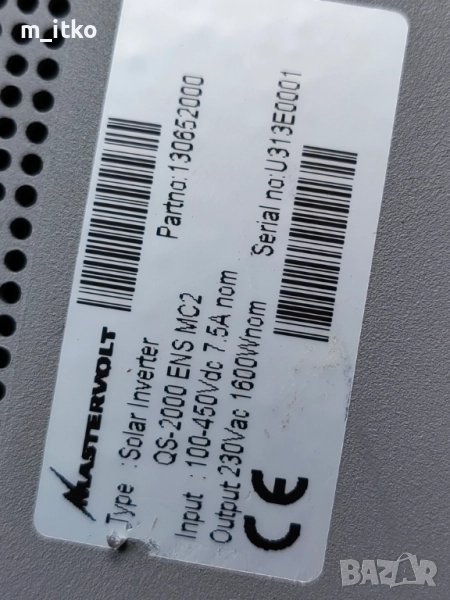 m_itko
MASTERVOLT
Partno:130652000
Type :Solar Inverter
QS-2000 ENS MC2
Input :100-450Vdc 7.5A nom
Output 230Vac 1600Wnom
Serial no:U313E0001
CE
BAZAR